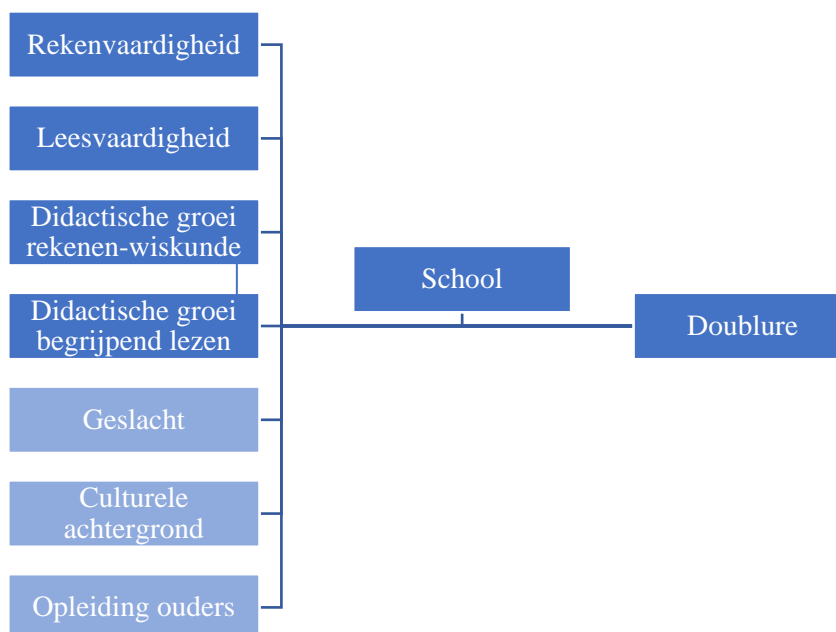 Rekenvaardigheid
Leesvaardigheid
Didactische groei
rekenen-wiskunde
Didactische groei
begrijpend lezen
Geslacht
Culturele
achtergrond
Opleiding ouders
School
Doublure